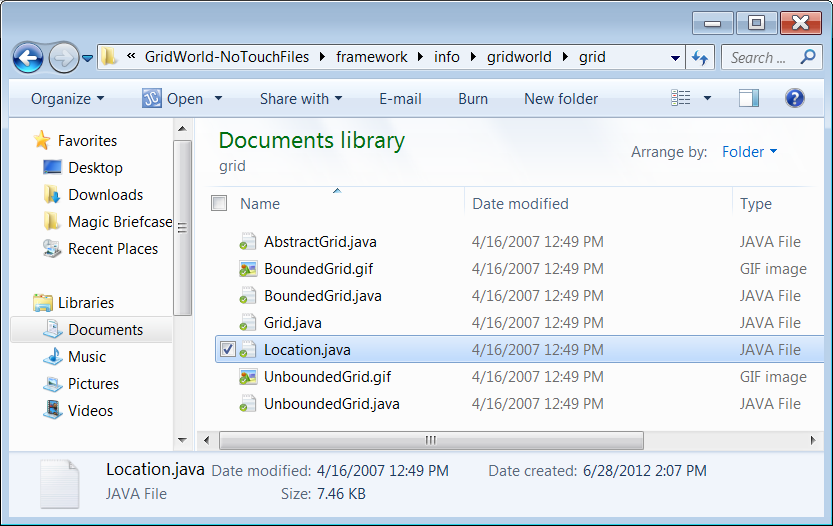 « GridWorld-NoTouchFiles framework info gridworld grid Search ...
Organize JC Open Share with E-mail Burn New folder ?
Favorites
Desktop
Downloads
Magic Briefcase
Recent Places
Libraries
Documents
Music
Pictures
Videos
Documents library
grid
Arrange by: Folder
Name Date modified Type
AbstractGrid.java 4/16/2007 12:49 PM JAVA File
BoundedGrid.gif 4/16/2007 12:49 PM GIF image
BoundedGrid.java 4/16/2007 12:49 PM JAVA File
Grid.java 4/16/2007 12:49 PM JAVA File
Location.java 4/16/2007 12:49 PM JAVA File
UnboundedGrid.gif 4/16/2007 12:49 PM GIF image
UnboundedGrid.java 4/16/2007 12:49 PM JAVA File
Location.java Date modified: 4/16/2007 12:49 PM Date created: 6/28/2012 2:07 PM
JAVA File Size: 7.46 KB